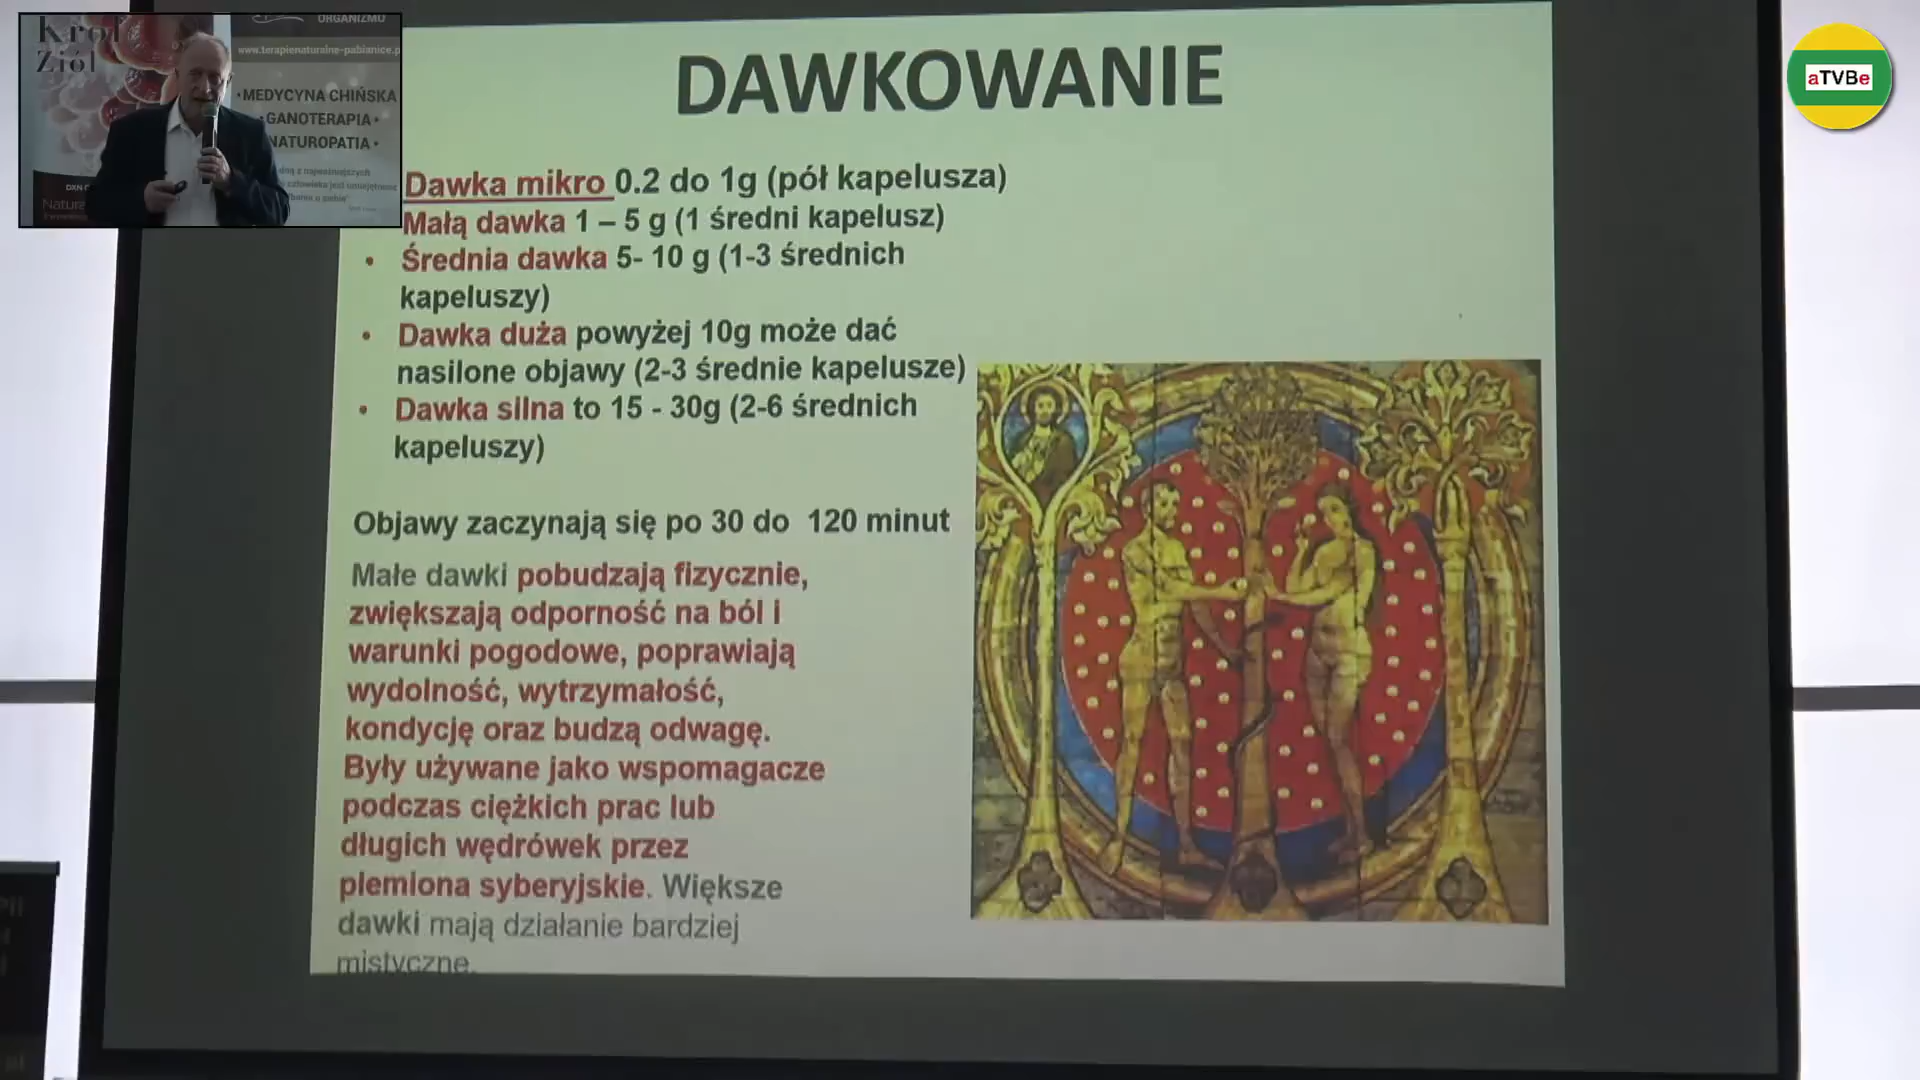 Król
Ziół
ORGANIZMU
www.terapienaturalne-pabianice.p
• MEDYCYNA CHIŃSKA
• GANOTERAPIA •
NATUROPATIA •
DXN
Natura
aTVBe
DAWKOWANIE
Dawka mikro 0.2 do 1g (pół kapelusza)
Małą dawka 1 – 5 g (1 średni kapelusz)
• Średnia dawka 5- 10 g (1-3 średnich
kapeluszy)
• Dawka duża powyżej 10g może dać
nasilone objawy (2-3 średnie kapelusze)
• Dawka silna to 15 - 30g (2-6 średnich
kapeluszy)
Objawy zaczynają się po 30 do 120 minut
Małe dawki pobudzają fizycznie,
zwiększają odporność na ból i
warunki pogodowe, poprawiają
wydolność, wytrzymałość,
kondycję oraz budzą odwagę.
Były używane jako wspomagacze
podczas ciężkich prac lub
długich wędrówek przez
plemiona syberyjskie. Większe
dawki mają działanie bardziej
mistyczne.